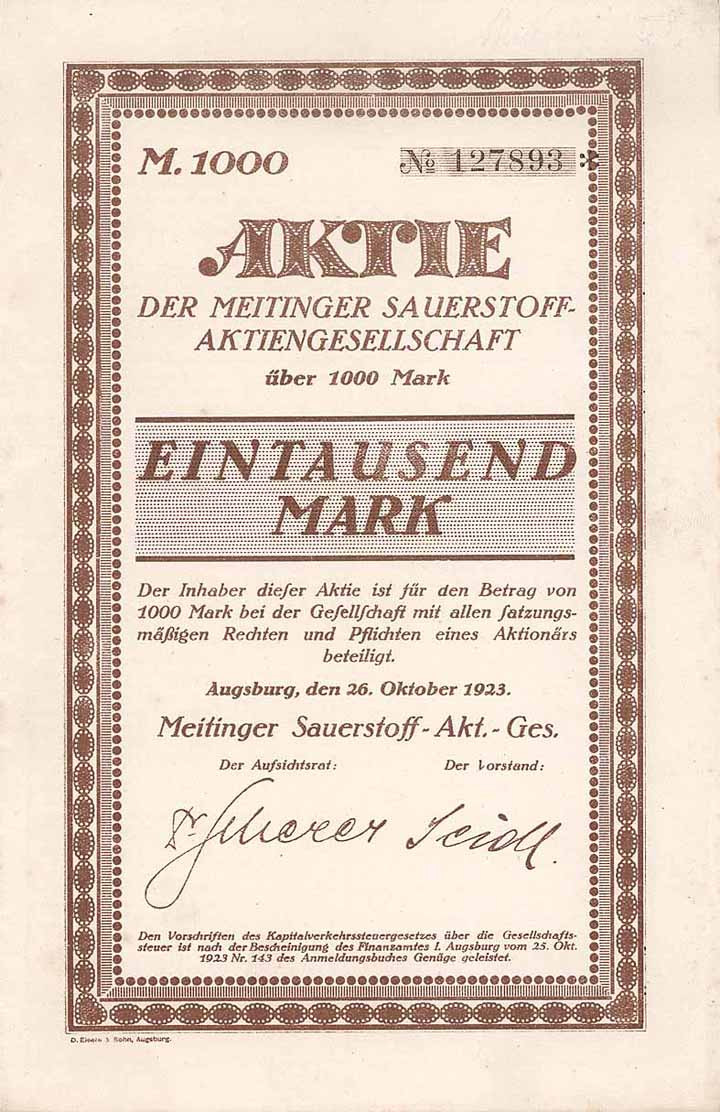 M. 1000
№ 127893 *
AKTIE
DER MEITINGER SAUERSTOFF-
AKTIENGESELLSCHAFT
über 1000 Mark
EINTAUSEND
MARK
Der Inhaber dieſer Aktie ist für den Betrag von
1000 Mark bei der Geſellſchaft mit allen ſatzungs-
mäßigen Rechten und Pflichten eines Aktionärs
beteiligt.
Augsburg, den 26. Oktober 1923.
Meitinger Sauerstoff-Akt.-Ges.
Der Aufsichtsrat: Der Vorstand:
Dr Scherer Seidl.
Den Vorschriften des Kapitalverkehrssteuergesetzes über die Gesellschafts-
steuer ist nach der Bescheinigung des Finanzamtes I. Augsburg vom 25. Okt.
1923 Nr. 143 des Anmeldungsbuches Genüge geleistet.
D. & Sohn, Augsburg.